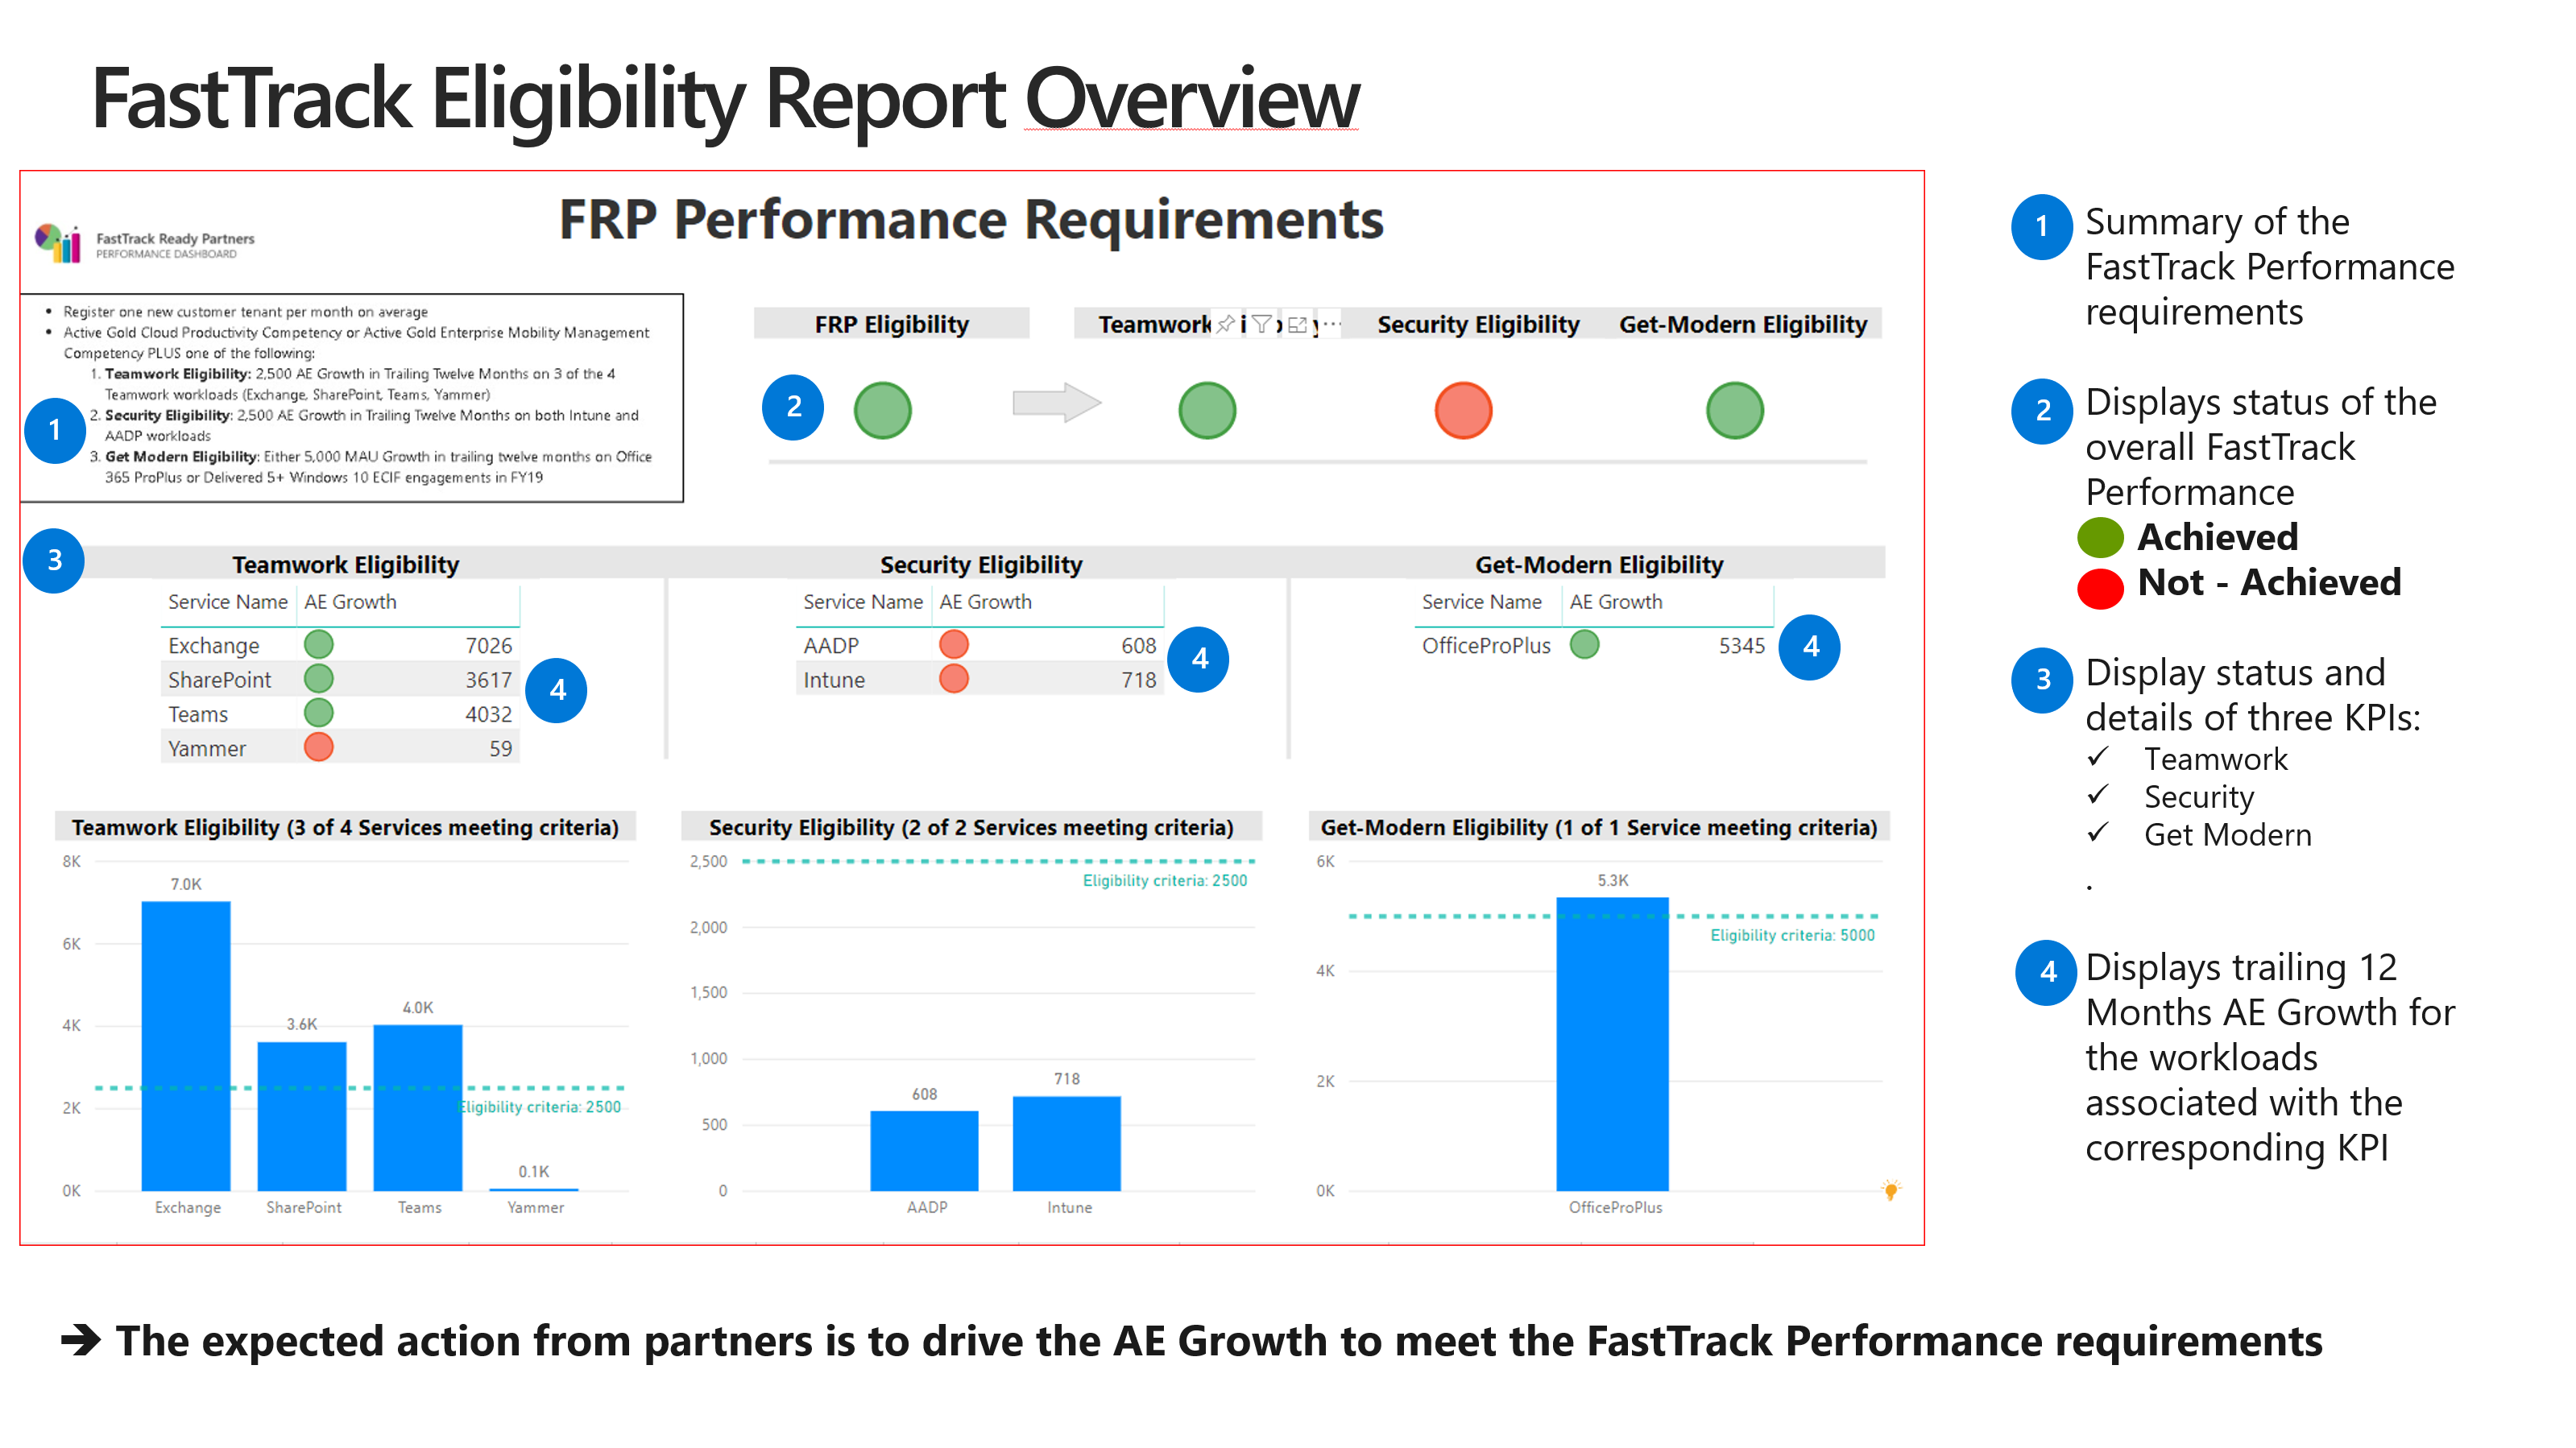 FastTrack Eligibility Report Overview
FRP Performance Requirements
FastTrack Ready Partners
PERFORMANCE DASHBOARD
• Register one new customer tenant per month on average
• Active Gold Cloud Productivity Competency or Active Gold Enterprise Mobility Management
Competency PLUS one of the following:
1. Teamwork Eligibility: 2,500 AE Growth in Trailing Twelve Months on 3 of the 4
Teamwork workloads (Exchange, SharePoint, Teams, Yammer)
2. Security Eligibility: 2,500 AE Growth in Trailing Twelve Months on both Intune and
AADP workloads
3. Get Modern Eligibility: Either 5,000 MAU Growth in trailing twelve months on Office
365 ProPlus or Delivered 5+ Windows 10 ECIF engagements in FY19
1
FRP Eligibility
Teamwork
Security Eligibility
Get-Modern Eligibility
2
3
Teamwork Eligibility
Service Name AE Growth
Exchange 7026
SharePoint 3617
Teams 4032
Yammer 59
4
Security Eligibility
Service Name AE Growth
AADP 608
Intune 718
4
Get-Modern Eligibility
Service Name AE Growth
OfficeProPlus 5345
4
Teamwork Eligibility (3 of 4 Services meeting criteria)
8K
6K
4K
2K
0K
7.0K
3.6K
4.0K
0.1K
Eligibility criteria: 2500
Exchange SharePoint Teams Yammer
Security Eligibility (2 of 2 Services meeting criteria)
2,500
2,000
1,500
1,000
500
0
Eligibility criteria: 2500
608
718
AADP Intune
Get-Modern Eligibility (1 of 1 Service meeting criteria)
6K
4K
2K
0K
5.3K
Eligibility criteria: 5000
OfficeProPlus
1 Summary of the
FastTrack Performance
requirements
2 Displays status of the
overall FastTrack
Performance
Achieved
Not - Achieved
3 Display status and
details of three KPIs:
✓ Teamwork
✓ Security
✓ Get Modern
.
4 Displays trailing 12
Months AE Growth for
the workloads
associated with the
corresponding KPI
➔ The expected action from partners is to drive the AE Growth to meet the FastTrack Performance requirements